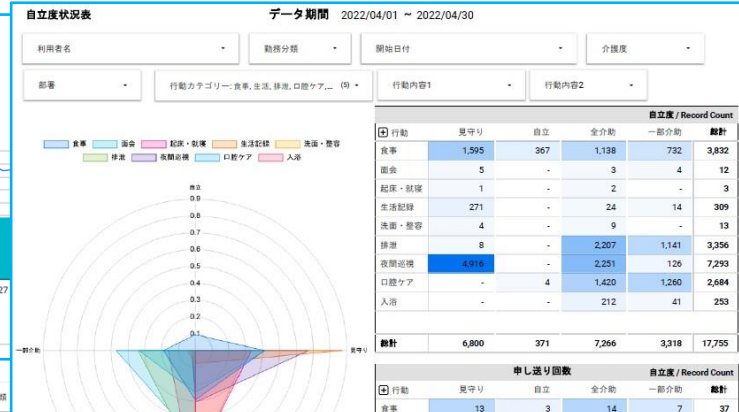 自立度状況表 データ期間 2022/04/01 ~ 2022/04/30
利用者名 勤務分類 開始日付 介護度
部署 行動カテゴリー: 食事, 生活, 排泄, 口腔ケア,... (5) 行動内容1 行動内容2
食事 面会 起床・就寝 生活記録 洗面・整容
排泄 夜間巡視 口腔ケア 入浴
自立
0.9
0.8
0.7
0.6
0.5
0.4
0.3
0.2
0.1
一部介助
見守り
自立度 / Record Count
行動 見守り 自立 全介助 一部介助 総計
食事 1,595 367 1,138 732 3,832
面会 5 - 3 4 12
起床・就寝 1 - 2 - 3
生活記録 271 - 24 14 309
洗面・整容 4 - 9 - 13
排泄 8 - 2,207 1,141 3,356
夜間巡視 4,916 - 2,251 126 7,293
口腔ケア - 4 1,420 1,260 2,684
入浴 - - 212 41 253
総計 6,800 371 7,266 3,318 17,755
申し送り回数 自立度 / Record Count
行動 見守り 自立 全介助 一部介助 総計
食事 13 3 14 7 37
27
類